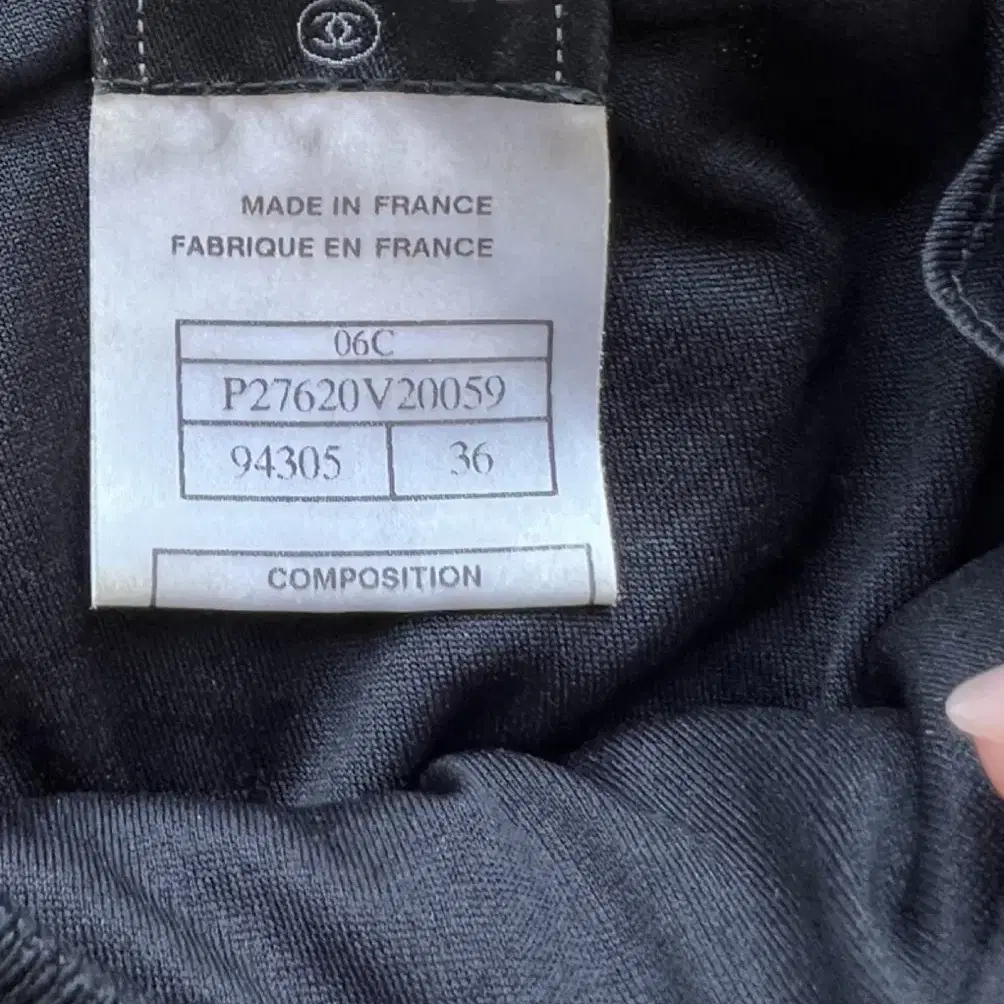 MADE IN FRANCE
FABRIQUE EN FRANCE
06C
P27620V20059
94305 36
COMPOSITION